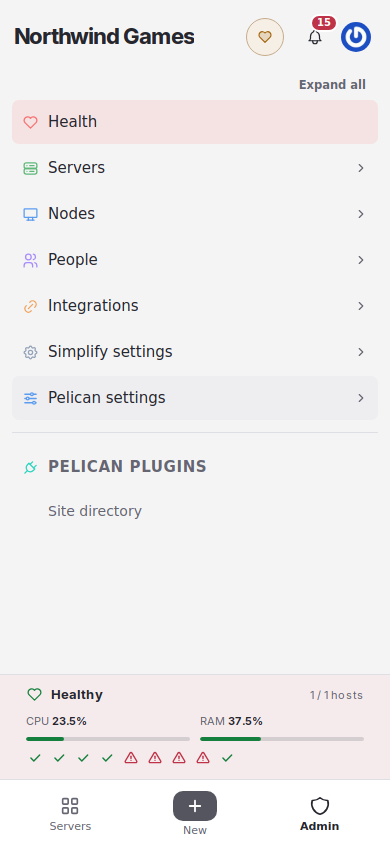 Northwind Games
15
Expand all
Health
Servers
Nodes
People
Integrations
Simplify settings
Pelican settings
PELICAN PLUGINS
Site directory
Healthy
1/1 hosts
CPU 23.5%
RAM 37.5%
Servers
New
Admin